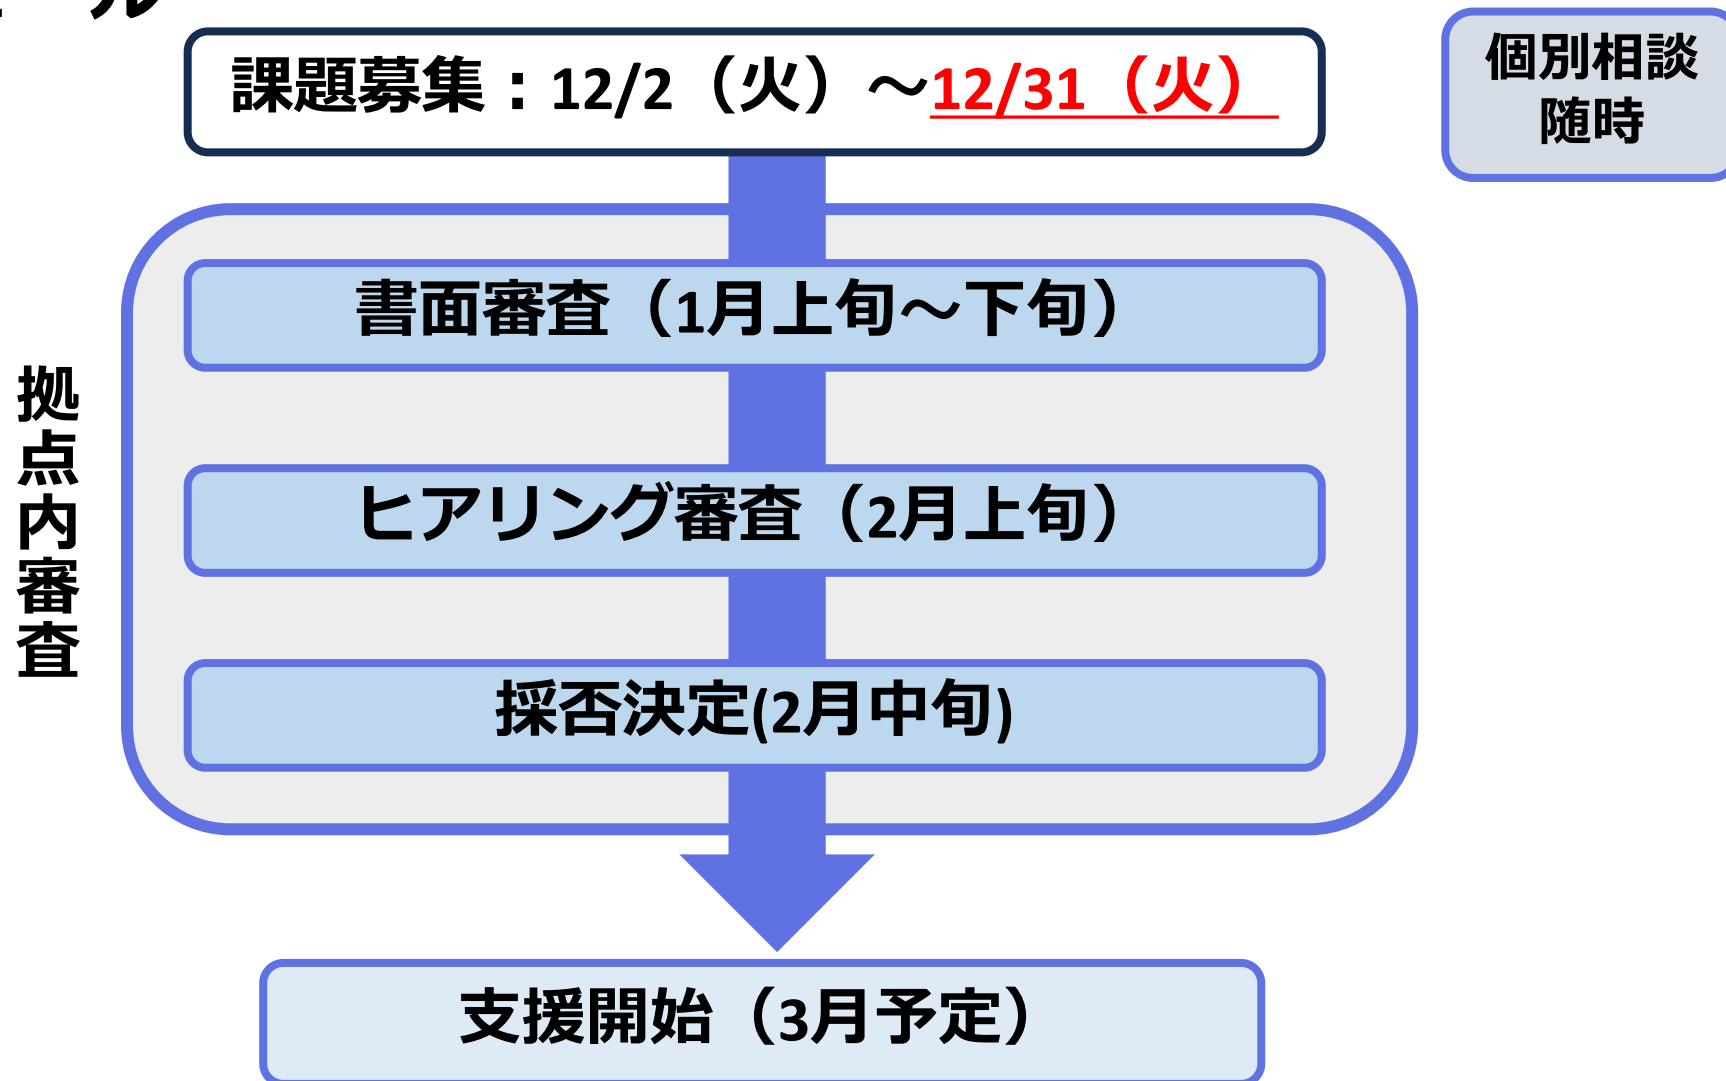 課題募集：12/2（火）～12/31（火）
個別相談
随時
拠点内審査
書面審査（1月上旬～下旬）
ヒアリング審査（2月上旬）
採否決定(2月中旬)
支援開始（3月予定）